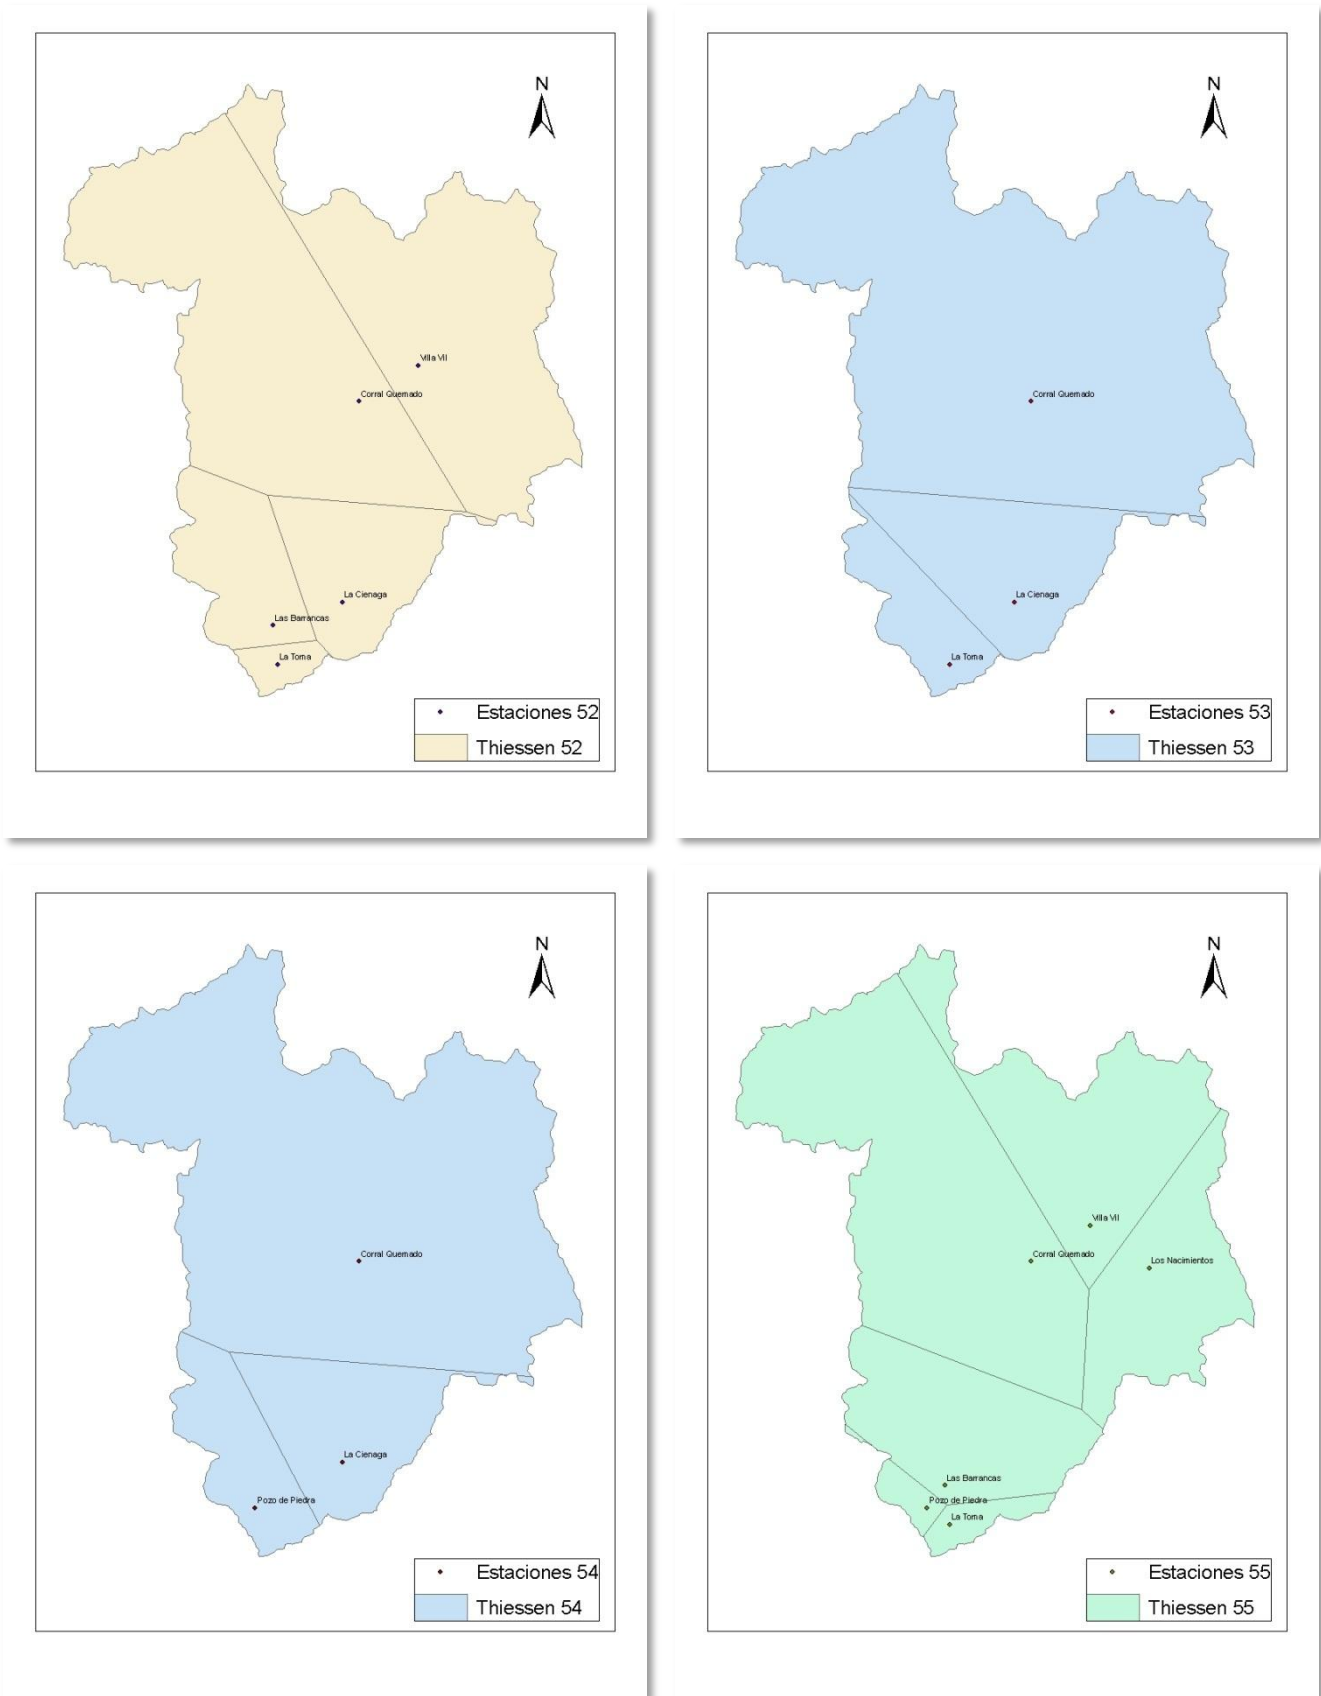 N
Villa Vil
Corral Quemado
La Cienaga
Las Barrancas
La Toma
Estaciones 52
Thiessen 52
N
Corral Quemado
La Cienaga
La Toma
Estaciones 53
Thiessen 53
N
Corral Quemado
La Cienaga
Pozo de Piedra
Estaciones 54
Thiessen 54
N
Villa Vil
Corral Quemado
Los Nacimientos
Las Barrancas
Pozo de Piedra
La Toma
Estaciones 55
Thiessen 55